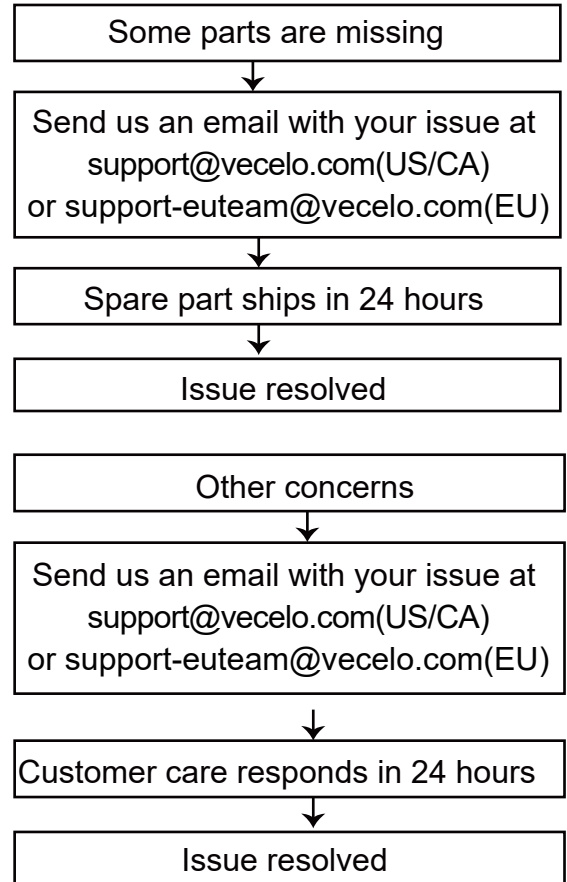 Some parts are missing
Send us an email with your issue at
support@vecelo.com(US/CA)
or support-euteam@vecelo.com(EU)
Spare part ships in 24 hours
Issue resolved
Other concerns
Send us an email with your issue at
support@vecelo.com(US/CA)
or support-euteam@vecelo.com(EU)
Customer care responds in 24 hours
Issue resolved